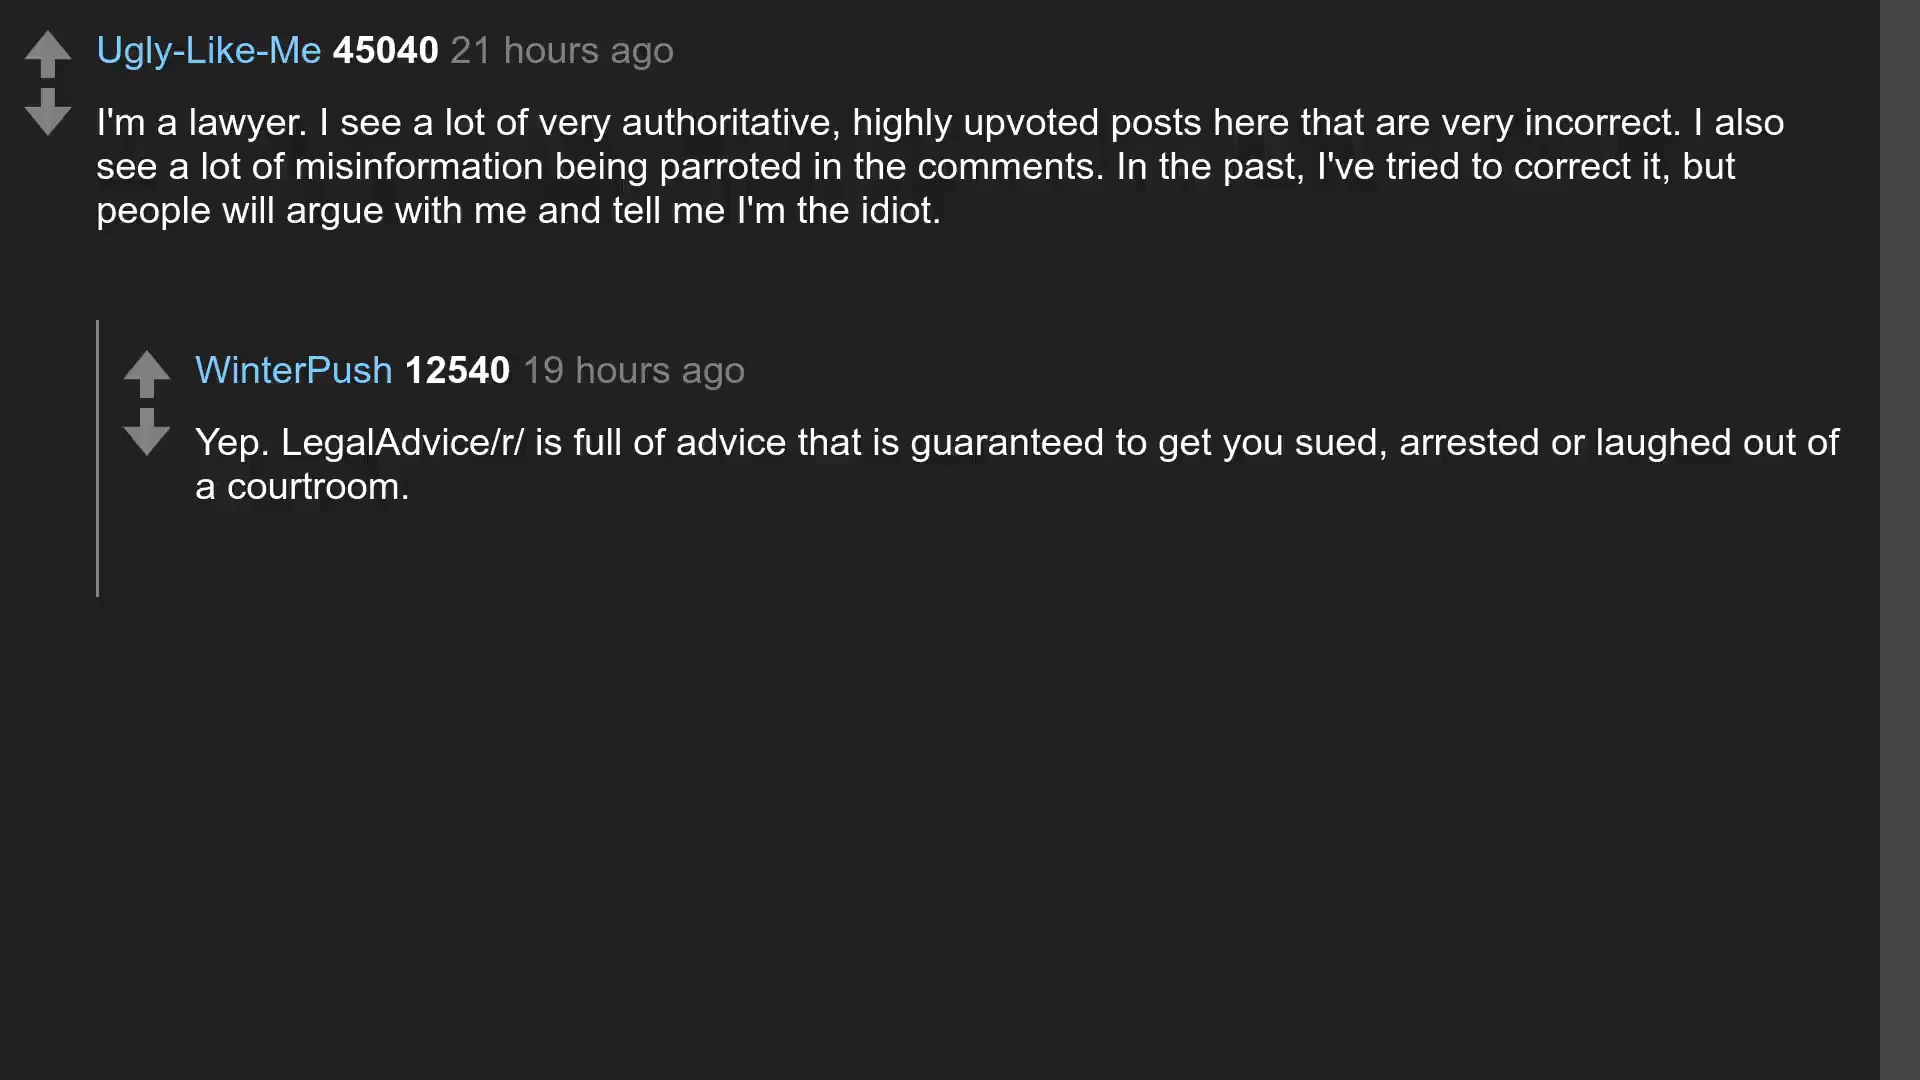 Ugly-Like-Me 45040 21 hours ago
I'm a lawyer. I see a lot of very authoritative, highly upvoted posts here that are very incorrect. I also
see a lot of misinformation being parroted in the comments. In the past, I've tried to correct it, but
people will argue with me and tell me I'm the idiot.
WinterPush 12540 19 hours ago
Yep. LegalAdvice/r/ is full of advice that is guaranteed to get you sued, arrested or laughed out of
a courtroom.